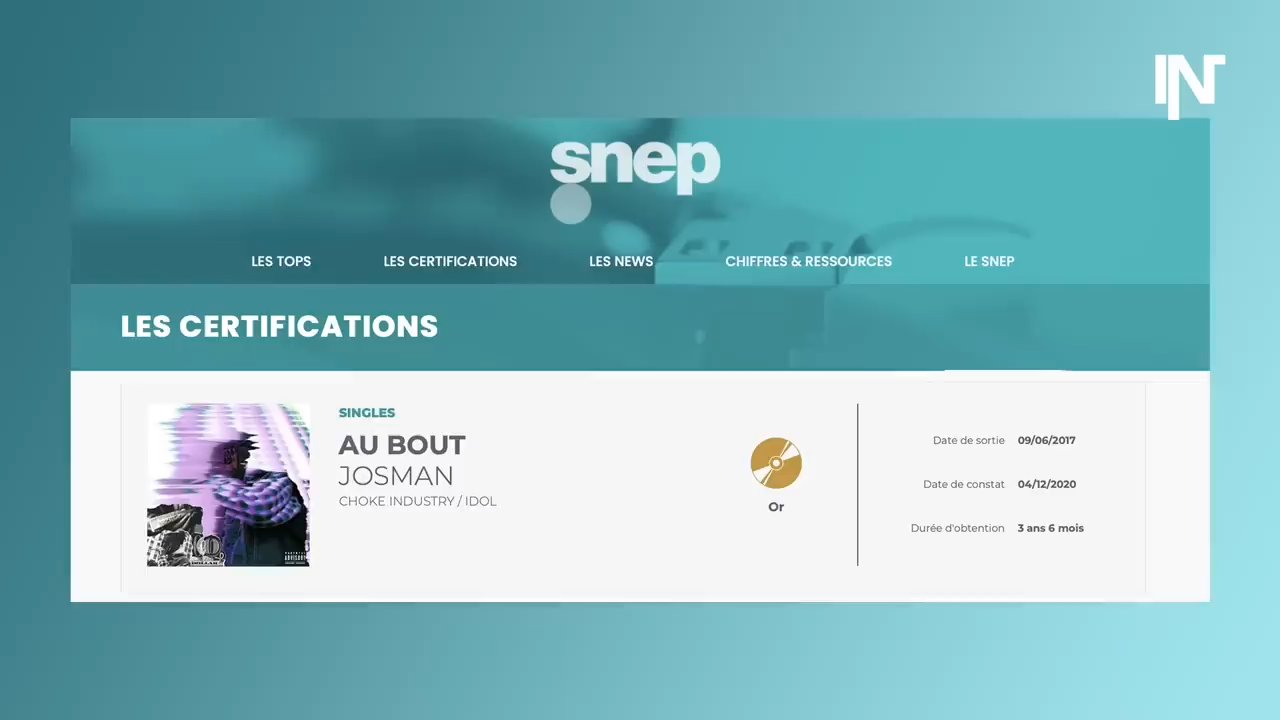 IN
snep
LES TOPS
LES CERTIFICATIONS
LES NEWS
CHIFFRES & RESSOURCES
LE SNEP
LES CERTIFICATIONS
SINGLES
AU BOUT
JOSMAN
CHOKE INDUSTRY / IDOL
Or
Date de sortie 09/06/2017
Date de constat 04/12/2020
Durée d'obtention 3 ans 6 mois